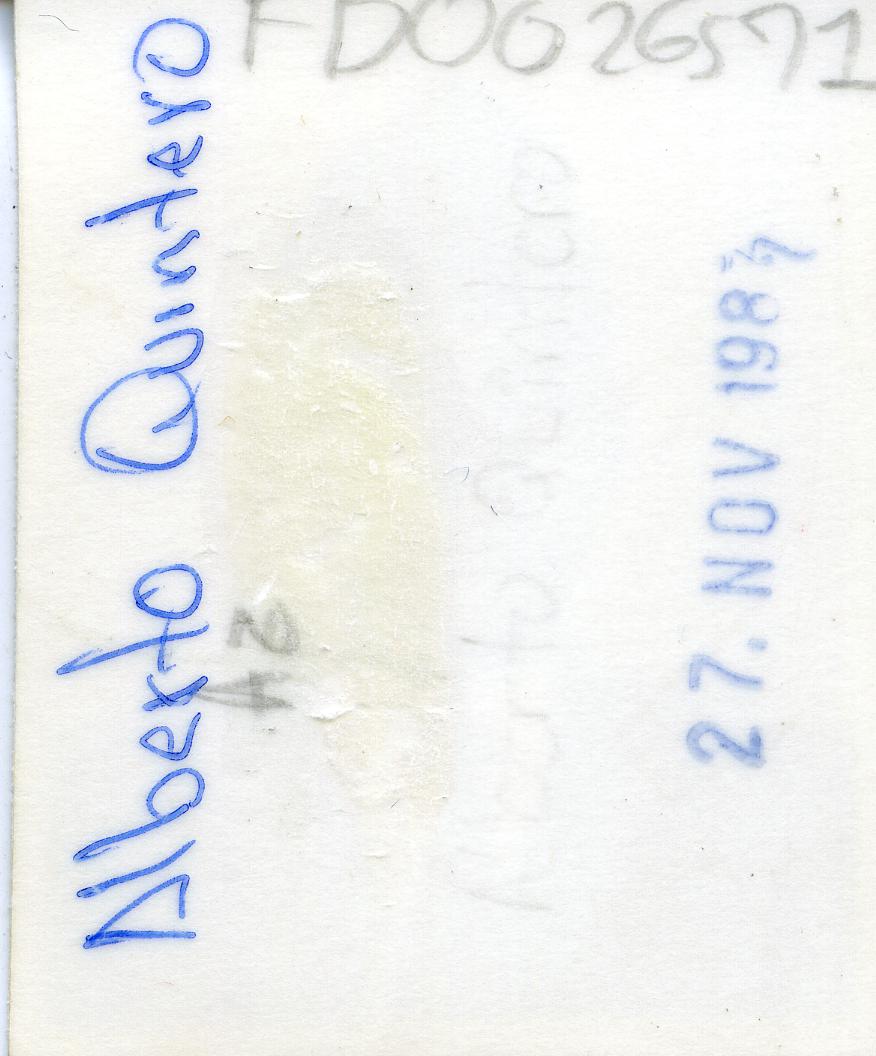 FD0026571
Alberto Quintero
27. NOV 1987